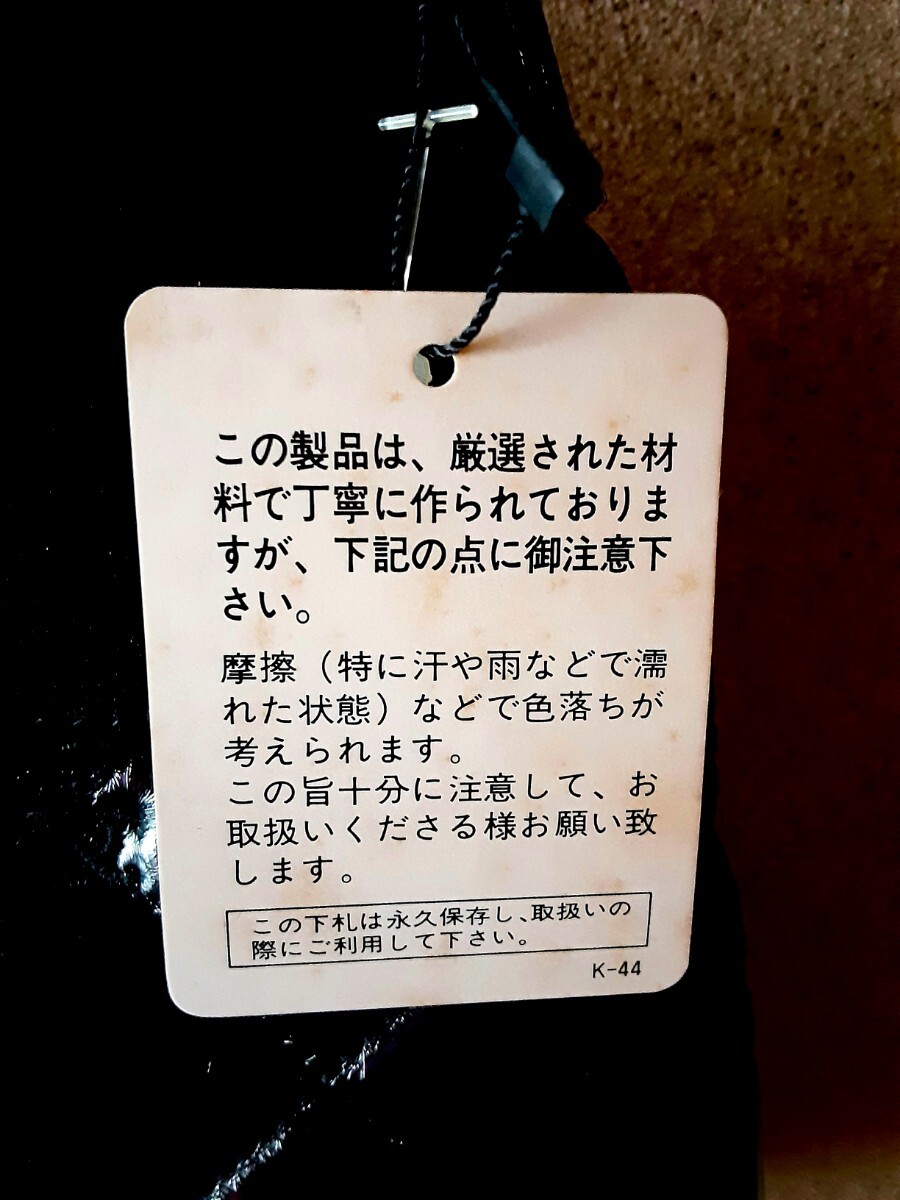 この製品は、厳選された材
料で丁寧に作られておりま
すが、下記の点に御注意下
さい。
摩擦（特に汗や雨などで濡
れた状態）などで色落ちが
考えられます。
この旨十分に注意して、お
取扱いくださる様お願い致
します。
この下札は永久保存し、取扱いの
際にご利用して下さい。
K-44